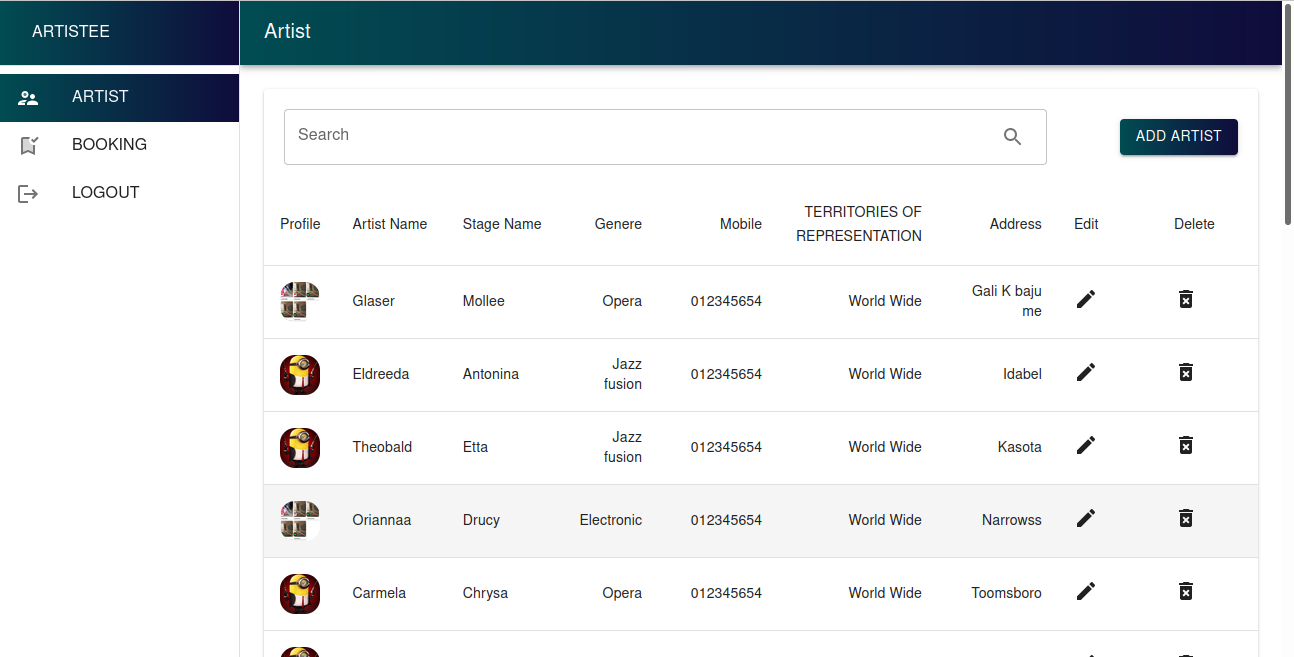 ARTISTEE
Artist
ARTIST
BOOKING
LOGOUT
Search
ADD ARTIST
Profile Artist Name Stage Name Genere Mobile TERRITORIES OF REPRESENTATION Address Edit Delete
Glaser Mollee Opera 012345654 World Wide Gali K baju me
Eldreeda Antonina Jazz fusion 012345654 World Wide Idabel
Theobald Etta Jazz fusion 012345654 World Wide Kasota
Oriannaa Drucy Electronic 012345654 World Wide Narrowss
Carmela Chrysa Opera 012345654 World Wide Toomsboro